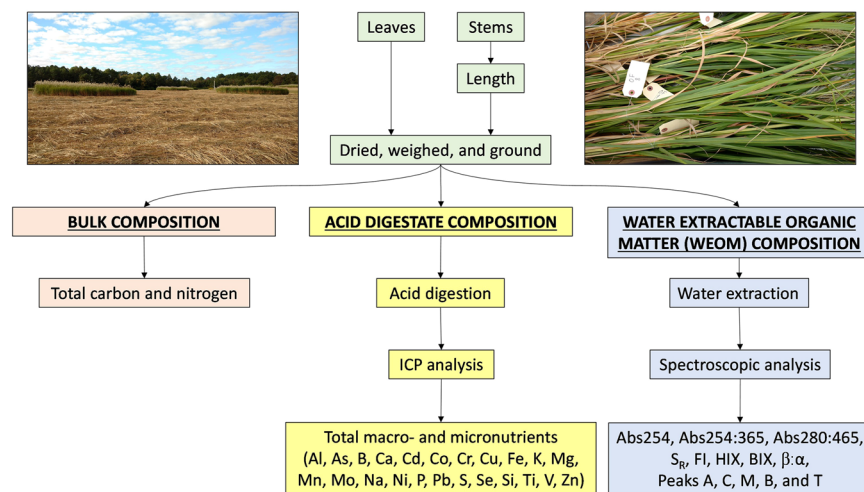 Leaves
Stems
Length
Dried, weighed, and ground
BULK COMPOSITION
ACID DIGESTATE COMPOSITION
WATER EXTRACTABLE ORGANIC
MATTER (WEOM) COMPOSITION
Total carbon and nitrogen
Acid digestion
Water extraction
ICP analysis
Spectroscopic analysis
Total macro- and micronutrients
(Al, As, B, Ca, Cd, Co, Cr, Cu, Fe, K, Mg,
Mn, Mo, Na, Ni, P, Pb, S, Se, Si, Ti, V, Zn)
Abs254, Abs254:365, Abs280:465,
S_R, FI, HIX, BIX, β:α,
Peaks A, C, M, B, and T